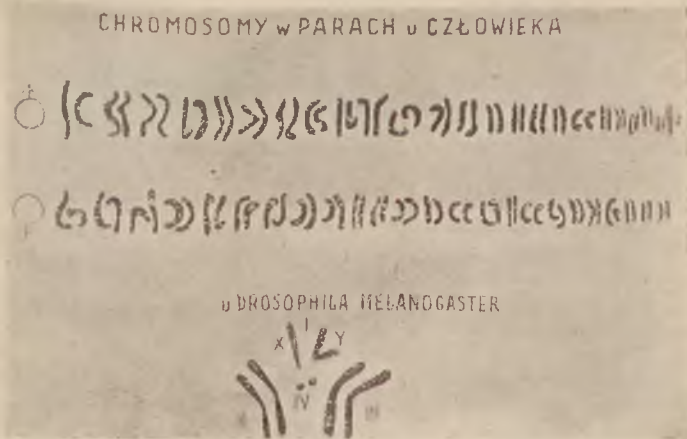 CHROMOSOMY w PARACH u CZŁOWIEKA
u DROSOPHILA MELANOGASTER
I
X Y
IV
II III